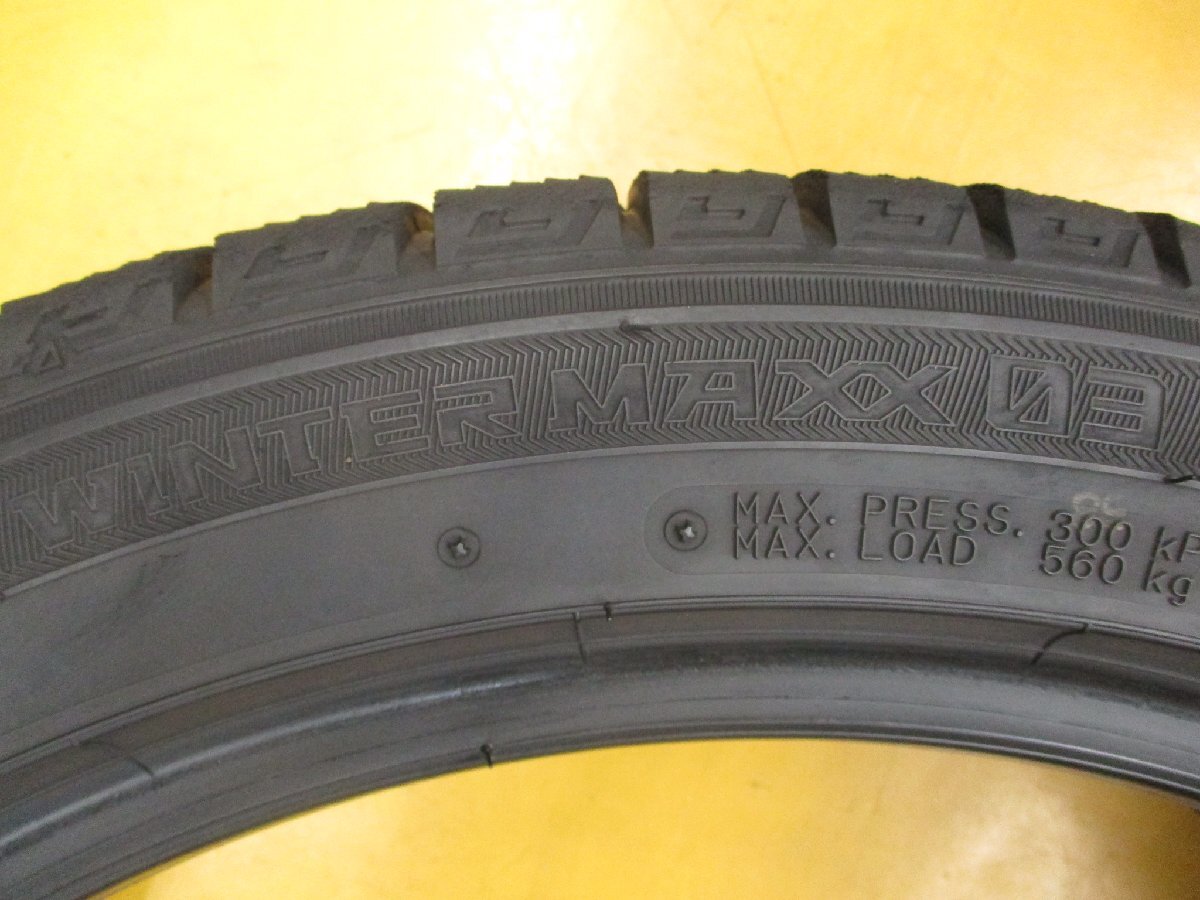 WINTER MAXX 03
MAX. PRESS. 300 kP
MAX. LOAD 560 kg